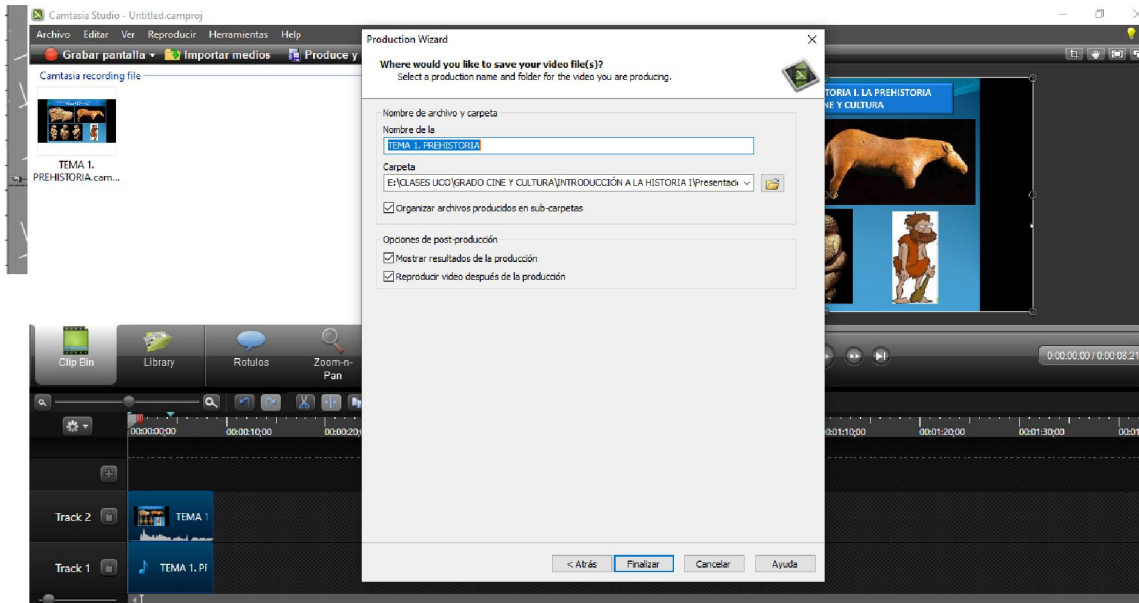 Camtasia Studio - Untitled.camproj
Archivo Editar Ver Reproducir Herramientas Help
Grabar pantalla Importar medios Produce y
Camtasia recording file
TEMA 1.
PREHISTORIA.cam...
Production Wizard
Where would you like to save your video file(s)?
Select a production name and folder for the video you are producing.
Nombre de archivo y carpeta
Nombre de la
TEMA 1. PREHISTORIA
Carpeta
E:\CLASES UCO\GRADO CINE Y CULTURA\INTRODUCCIÓN A LA HISTORIA I\Presentaci
Organizar archivos producidos en sub-carpetas
Opciones de post-producción
Mostrar resultados de la producción
Reproducir video después de la producción
< Atrás Finalizar Cancelar Ayuda
TORIA I. LA PREHISTORIA
NE Y CULTURA
Clip Bin Library Rotulos Zoom-n-Pan
0:00:00;00 / 0:00:08;21
00:00:00;00 00:00:10;00 00:00:20; 0:01:10;00 00:01:20;00 00:01:30;00 00:01
Track 2 TEMA 1
Track 1 TEMA 1. PF